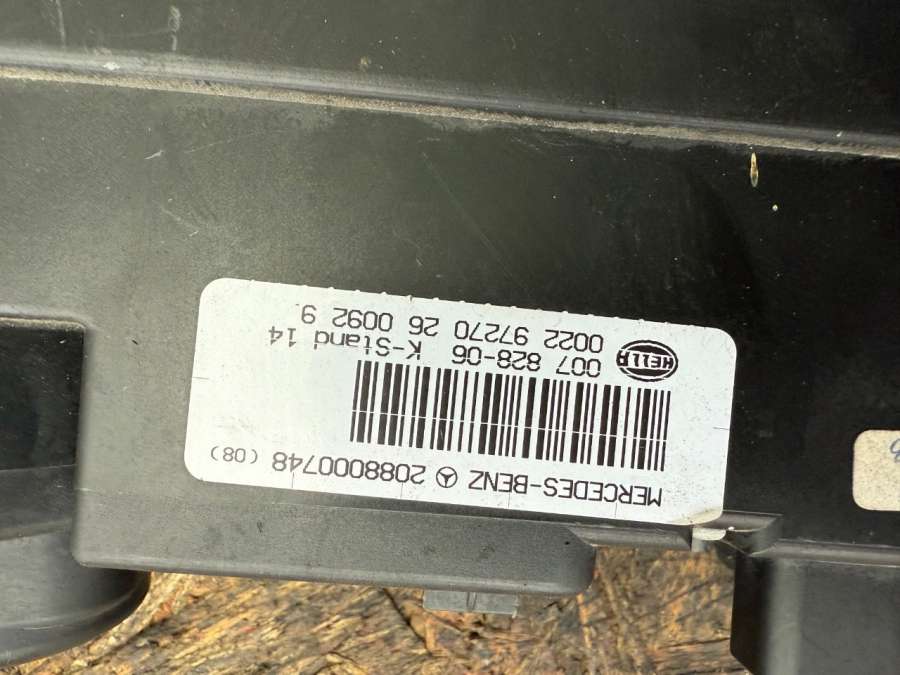 MERCEDES-BENZ 2088000748 (08)
HELLA
007 828-06 K-Stand 14
0022 97270 26 0092 9